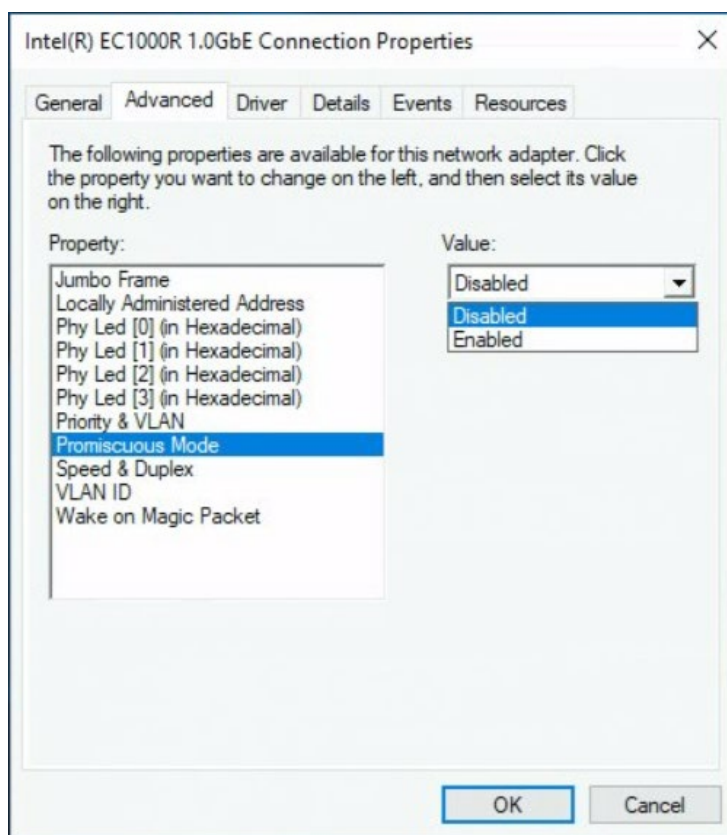 Intel(R) EC1000R 1.0GbE Connection Properties
General Advanced Driver Details Events Resources
The following properties are available for this network adapter. Click
the property you want to change on the left, and then select its value
on the right.
Property:
Value:
Jumbo Frame
Locally Administered Address
Phy Led [0] (in Hexadecimal)
Phy Led [1] (in Hexadecimal)
Phy Led [2] (in Hexadecimal)
Phy Led [3] (in Hexadecimal)
Priority & VLAN
Promiscuous Mode
Speed & Duplex
VLAN ID
Wake on Magic Packet
Disabled
Disabled
Enabled
OK
Cancel